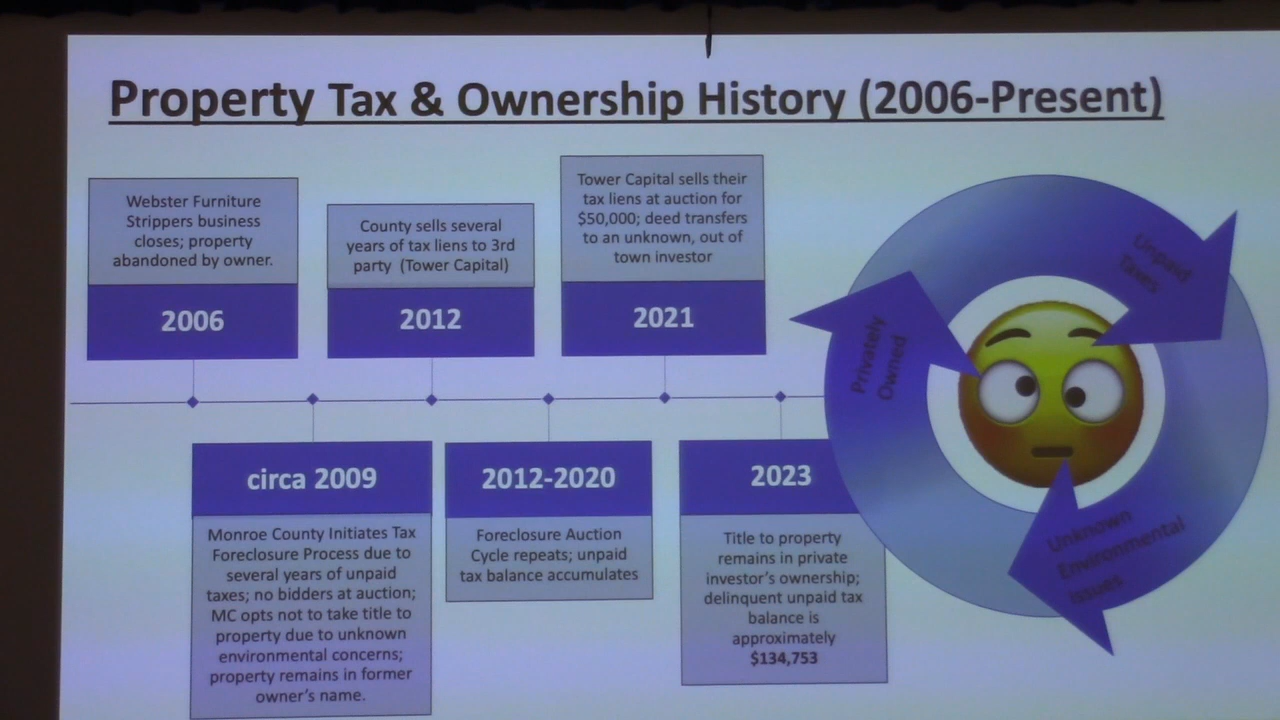 Property Tax & Ownership History (2006-Present)
Webster Furniture
Strippers business
closes; property
abandoned by owner.
2006
circa 2009
Monroe County Initiates Tax
Foreclosure Process due to
several years of unpaid
taxes; no bidders at auction;
MC opts not to take title to
property due to unknown
environmental concerns;
property remains in former
owner's name.
County sells several
years of tax liens to 3rd
party (Tower Capital)
2012
2012-2020
Foreclosure Auction
Cycle repeats; unpaid
tax balance accumulates
Tower Capital sells their
tax liens at auction for
$50,000; deed transfers
to an unknown, out of
town investor
2021
2023
Title to property
remains in private
investor's ownership;
delinquent unpaid tax
balance is
approximately
$134,753
Unpaid
Taxes
Unknown
Environmental
Issues
Privately
Owned